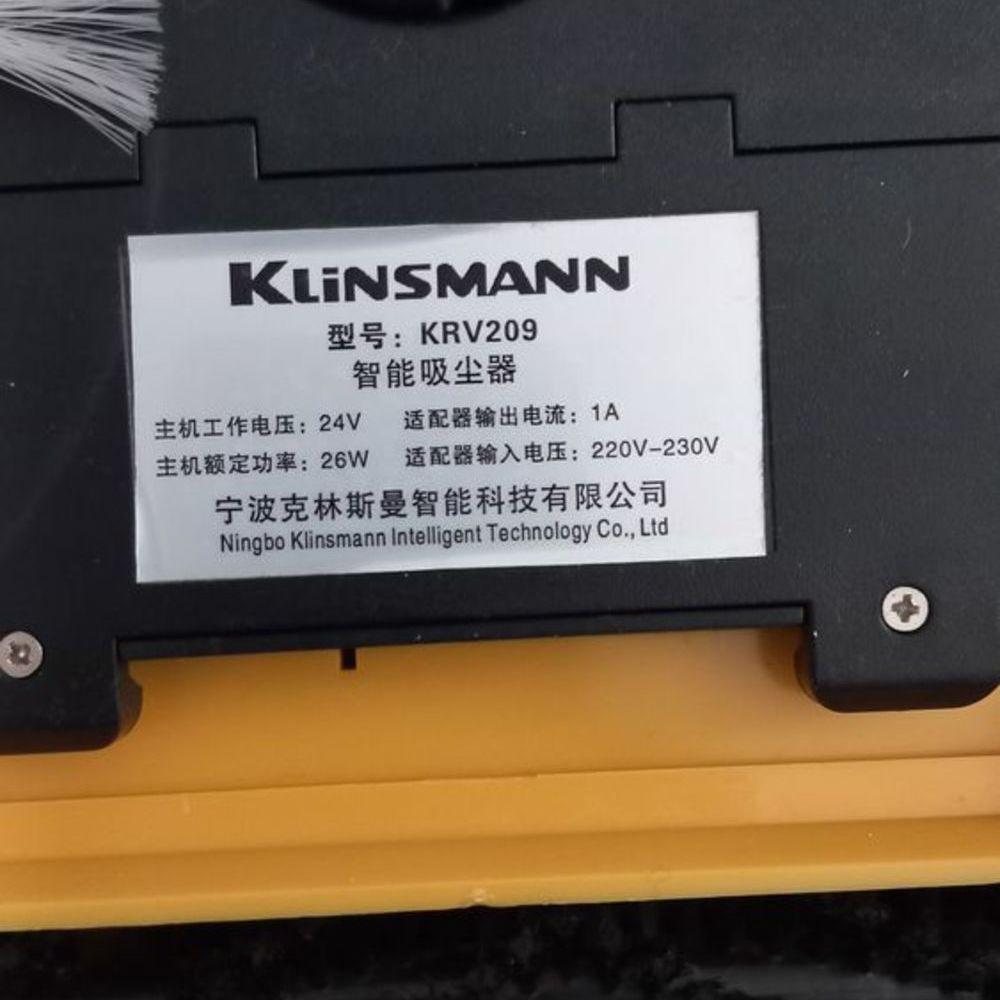 KLiNSMANN
型号：KRV209
智能吸尘器
主机工作电压：24V 适配器输出电流：1A
主机额定功率：26W 适配器输入电压：220V-230V
宁波克林斯曼智能科技有限公司
Ningbo Klinsmann Intelligent Technology Co., Ltd